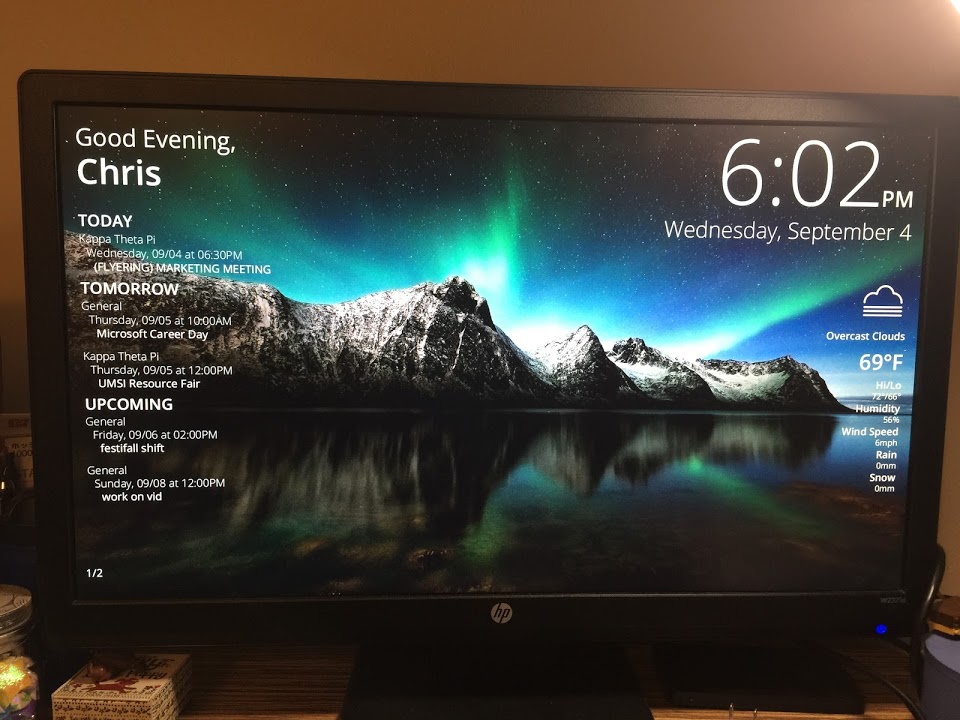 Good Evening,
Chris
6:02PM
Wednesday, September 4
TODAY
Kappa Theta Pi
Wednesday, 09/04 at 06:30PM
(FLYERING) MARKETING MEETING
TOMORROW
General
Thursday, 09/05 at 10:00AM
Microsoft Career Day
Kappa Theta Pi
Thursday, 09/05 at 12:00PM
UMSI Resource Fair
UPCOMING
General
Friday, 09/06 at 02:00PM
festifall shift
General
Sunday, 09/08 at 12:00PM
work on vid
1/2
Overcast Clouds
69°F
Hi/Lo
72°/66°
Humidity
56%
Wind Speed
6mph
Rain
0mm
Snow
0mm
hp